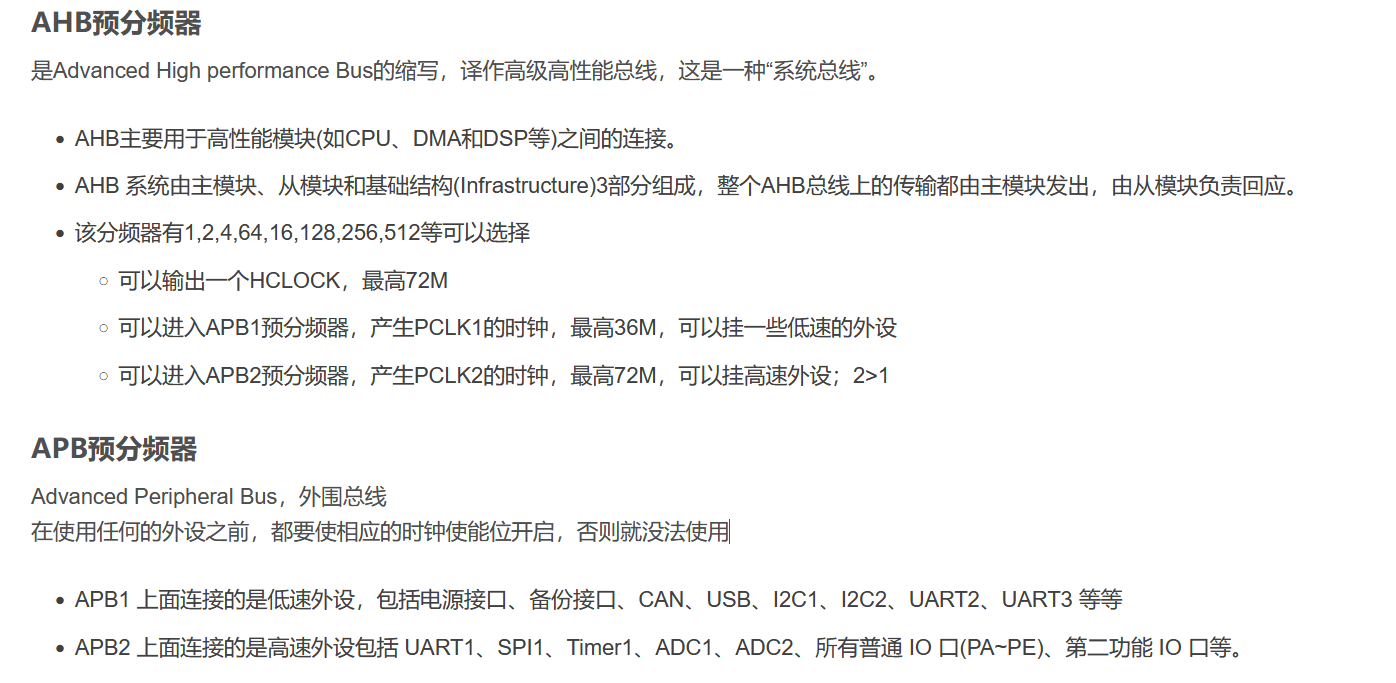 AHB预分频器
是Advanced High performance Bus的缩写，译作高级高性能总线，这是一种“系统总线”。
AHB主要用于高性能模块(如CPU、DMA和DSP等)之间的连接。
AHB 系统由主模块、从模块和基础结构(Infrastructure)3部分组成，整个AHB总线上的传输都由主模块发出，由从模块负责回应。
该分频器有1,2,4,64,16,128,256,512等可以选择
可以输出一个HCLOCK，最高72M
可以进入APB1预分频器，产生PCLK1的时钟，最高36M，可以挂一些低速的外设
可以进入APB2预分频器，产生PCLK2的时钟，最高72M，可以挂高速外设；2>1
APB预分频器
Advanced Peripheral Bus，外围总线
在使用任何的外设之前，都要使相应的时钟使能位开启，否则就没法使用
APB1 上面连接的是低速外设，包括电源接口、备份接口、CAN、USB、I2C1、I2C2、UART2、UART3 等等
APB2 上面连接的是高速外设包括 UART1、SPI1、Timer1、ADC1、ADC2、所有普通 IO 口(PA~PE)、第二功能 IO 口等。